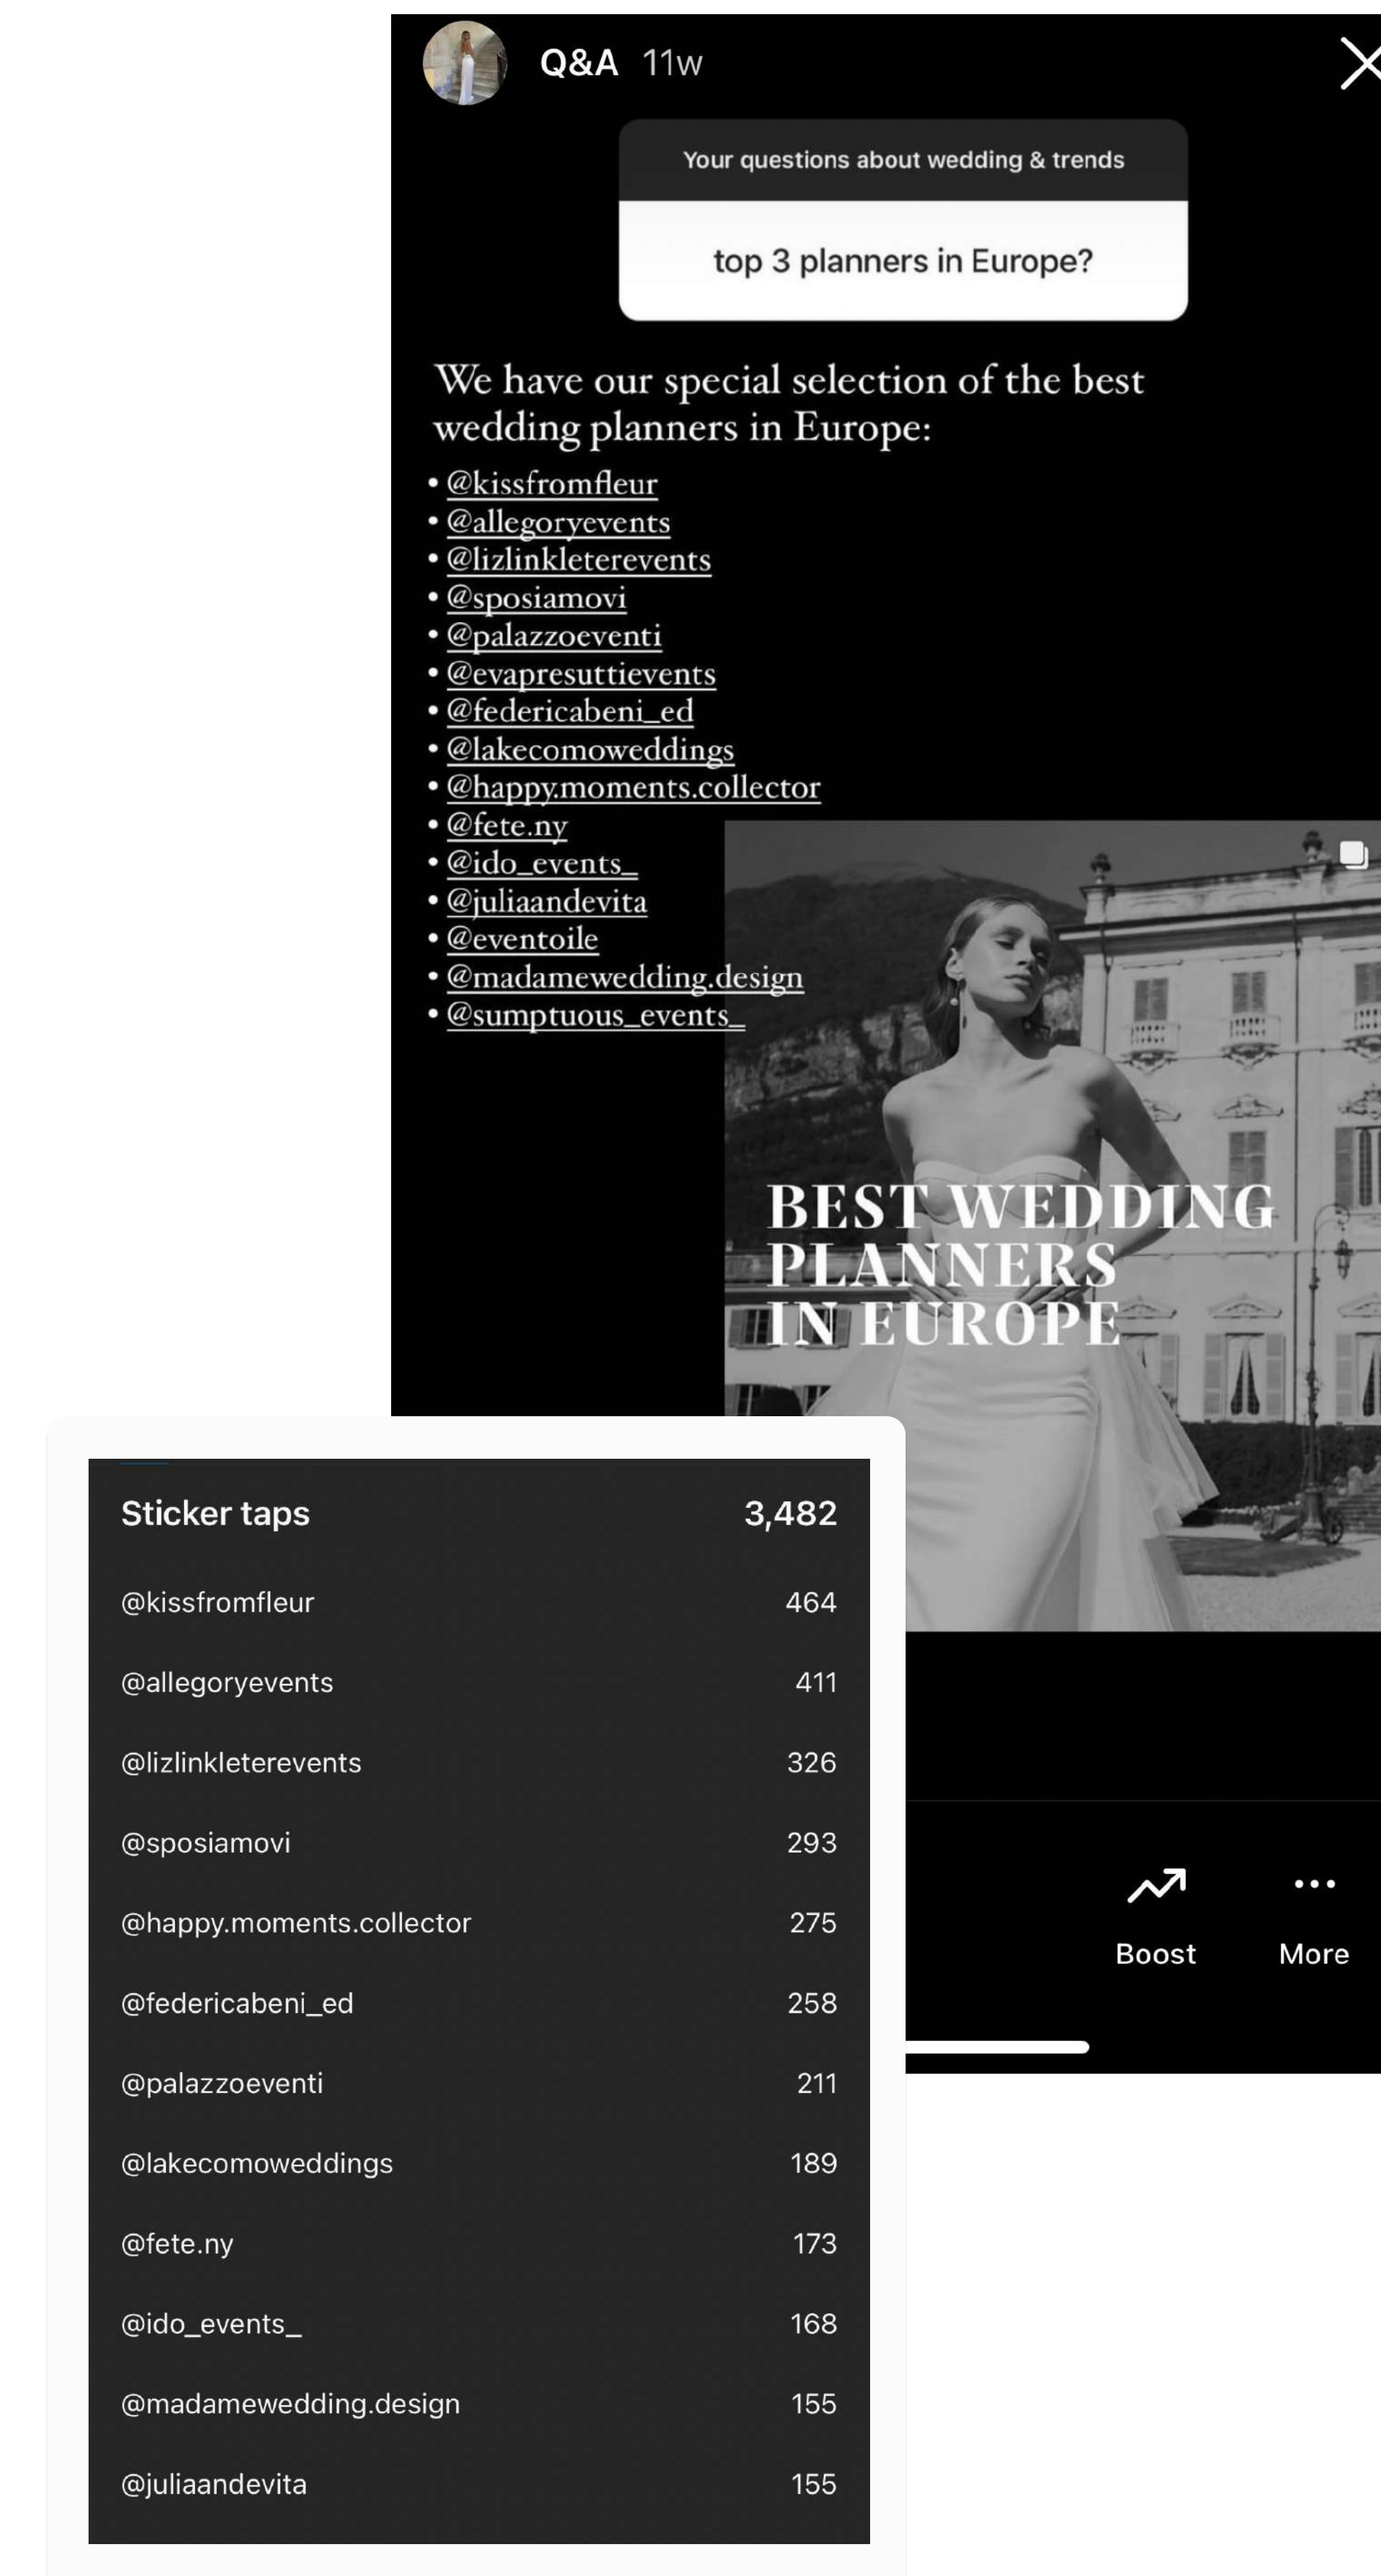 Q&A 11w
Your questions about wedding & trends
top 3 planners in Europe?
We have our special selection of the best
wedding planners in Europe:
• @kissfromfleur
• @allegoryevents
• @lizlinkleterevents
• @sposiamovi
• @palazzoeventi
• @evapresuttievents
• @federicabeni_ed
• @lakecomoweddings
• @happy.moments.collector
• @fete.ny
• @ido_events_
• @juliaandevita
• @eventoile
• @madamewedding.design
• @sumptuous_events_
BEST WEDDING
PLANNERS
IN EUROPE
Boost More
Sticker taps 3,482
@kissfromfleur 464
@allegoryevents 411
@lizlinkleterevents 326
@sposiamovi 293
@happy.moments.collector 275
@federicabeni_ed 258
@palazzoeventi 211
@lakecomoweddings 189
@fete.ny 173
@ido_events_ 168
@madamewedding.design 155
@juliaandevita 155